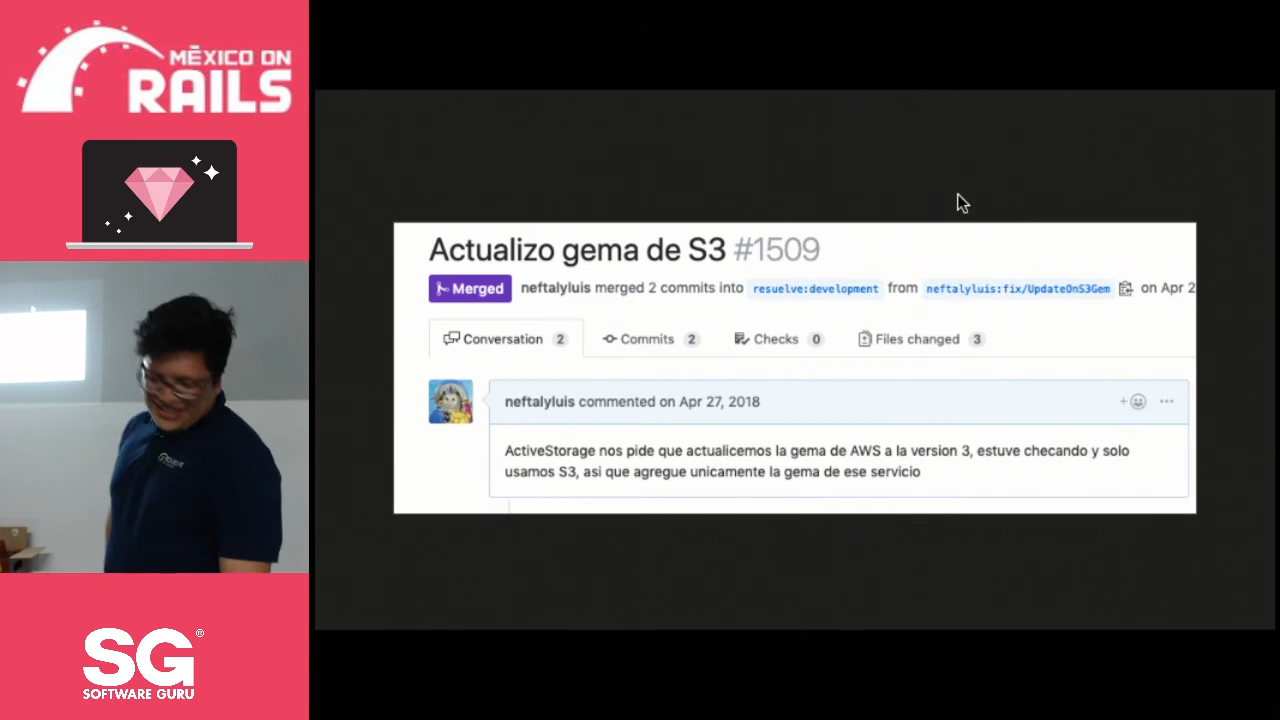 MÉXICO ON
RAILS
SG®
SOFTWARE GURU
Actualizo gema de S3 #1509
Merged neftalyluis merged 2 commits into resuelve:development from neftalyluis:fix/UpdateOnS3Gem on Apr 2
Conversation 2 Commits 2 Checks 0 Files changed 3
neftalyluis commented on Apr 27, 2018
ActiveStorage nos pide que actualicemos la gema de AWS a la version 3, estuve checando y solo
usamos S3, asi que agregue unicamente la gema de ese servicio